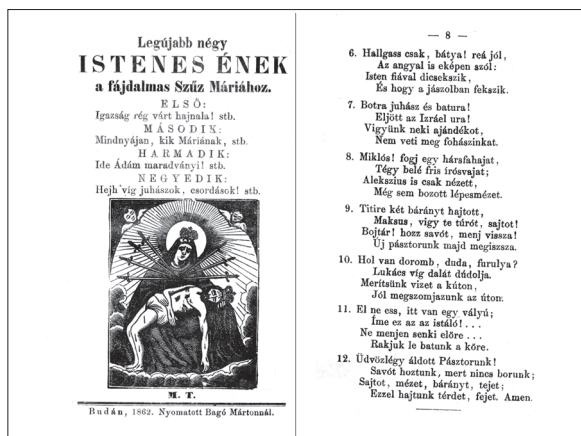 Legújabb négy
ISTENES ÉNEK
a fájdalmas Szűz Máriához.
ELSŐ:
Igazság rég várt hajnala! stb.
MÁSODIK:
Mindnyájan, kik Máriának, stb.
HARMADIK:
Ide Ádám maradványi! stb.
NEGYEDIK:
Hejh vig juhászok, csordások! stb.
M. T.
Budán, 1862. Nyomatott Bagó Mártonnál.
— 8 —
6. Hallgass csak, bátya! reá jól,
Az angyal is eképen szól:
Isten fiával dicsekszik,
És hogy a jászolban fekszik.
7. Botra juhász és batura!
Eljött az Izráel ura!
Vigyünk neki ajándékot,
Nem veti meg fohászinkat.
8. Miklós! fogj egy hársfahajat,
Tégy belé fris írósvajat;
Alekszius is csak nézett,
Még sem bozott lépesmézet.
9. Titire két bárányt hajtott,
Maksus, vigy te túrót, sajtot!
Bojtár! hozz savót, menj vissza!
Új pásztorunk majd megiszsza.
10. Hol van doromb, duda, furulya?
Lukács víg dalát dúdolja.
Merítsünk vizet a kúton,
Jól megszomjazunk az úton.
11. El ne ess, itt van egy vályú;
Íme ez az az istáló! . . .
Ne menjen senki előre . . .
Rakjuk le batunk a kőre.
12. Üdvözlégy áldott Pásztorunk!
Savót hoztunk, mert nincs borunk;
Sajtot, mézet, bárányt, tejet;
Ezzel hajtunk térdet, fejet. Amen.